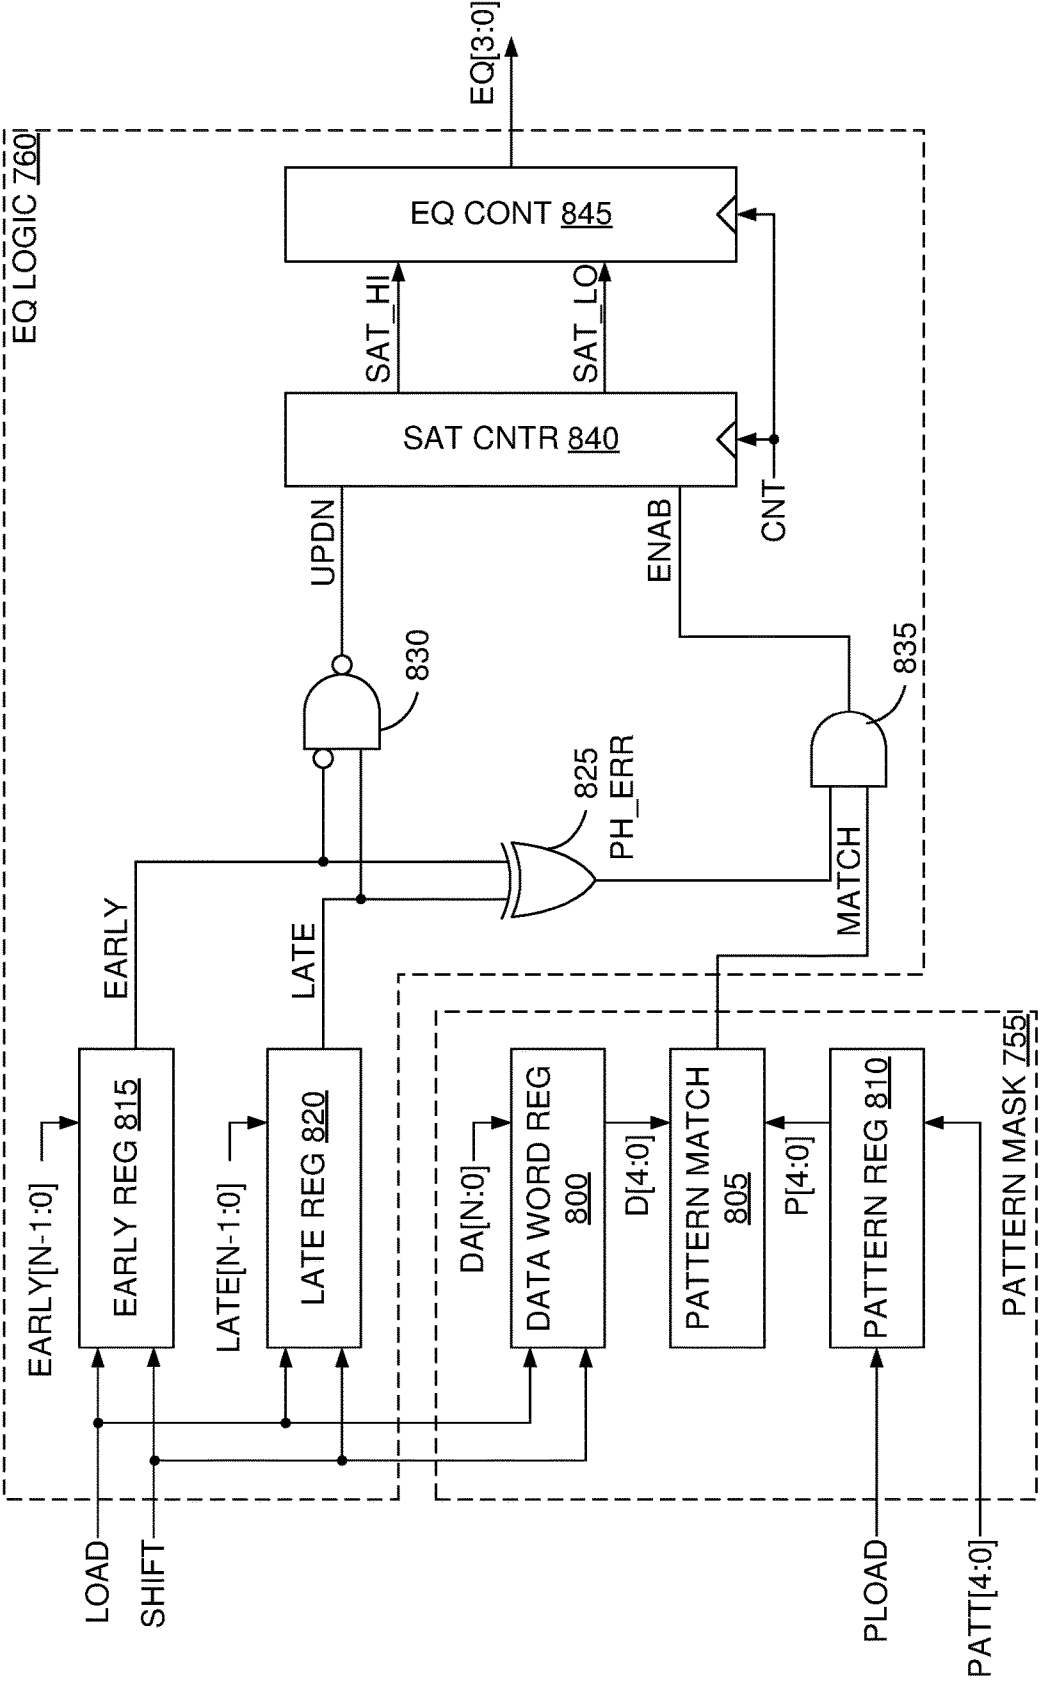 EQ LOGIC 760
EARLY[N-1:0]
EARLY REG 815
EARLY
LATE[N-1:0]
LATE REG 820
LATE
LOAD
SHIFT
830
UPDN
825
PH_ERR
SAT CNTR 840
SAT_HI
SAT_LO
EQ CONT 845
EQ[3:0]
ENAB
CNT
835
MATCH
DA[N:0]
DATA WORD REG
800
D[4:0]
PATTERN MATCH
805
P[4:0]
PATTERN REG 810
PATTERN MASK 755
PLOAD
PATT[4:0]